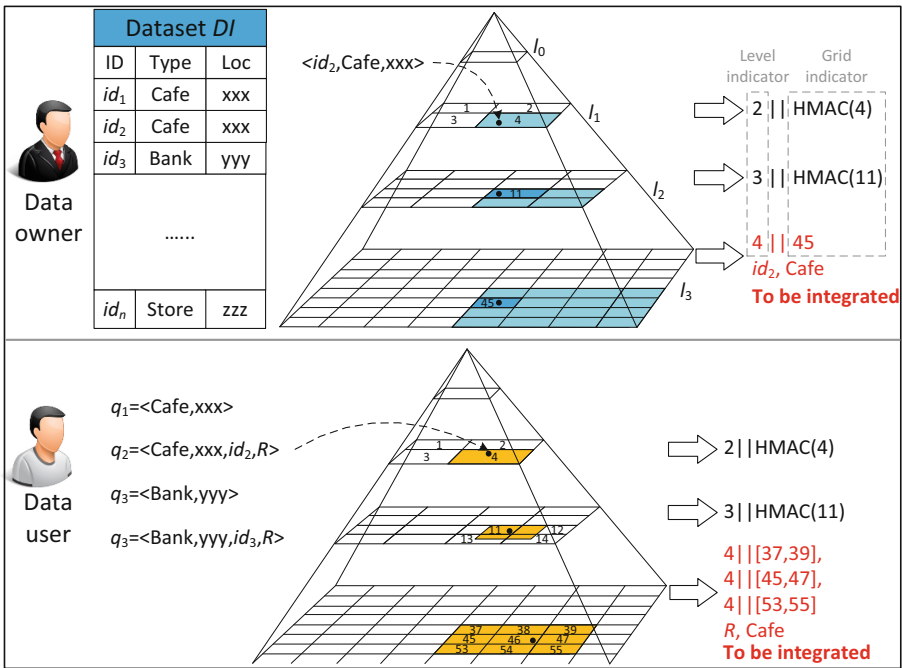 Dataset DI
ID Type Loc
id1 Cafe xxx
id2 Cafe xxx
id3 Bank yyy
......
idn Store zzz
Data
owner
<id2,Cafe,xxx>
l0
1 2
3 4
l1
11
l2
45
l3
Level
indicator
Grid
indicator
2||HMAC(4)
3||HMAC(11)
4||45
id2, Cafe
To be integrated
Data
user
q1=<Cafe,xxx>
q2=<Cafe,xxx,id2,R>
q3=<Bank,yyy>
q3=<Bank,yyy,id3,R>
1 2
3 4
11 12
13 14
37 38 39
45 46 47
53 54 55
2||HMAC(4)
3||HMAC(11)
4||[37,39],
4||[45,47],
4||[53,55]
R, Cafe
To be integrated